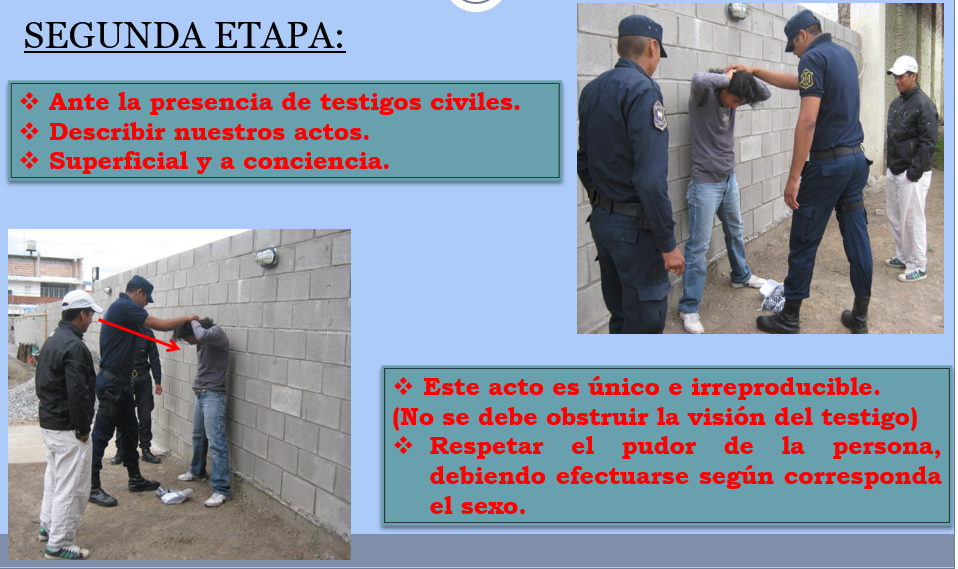 SEGUNDA ETAPA:
❖ Ante la presencia de testigos civiles.
❖ Describir nuestros actos.
❖ Superficial y a conciencia.
❖ Este acto es único e irreproducible.
(No se debe obstruir la visión del testigo)
❖ Respetar el pudor de la persona,
debiendo efectuarse según corresponda
el sexo.